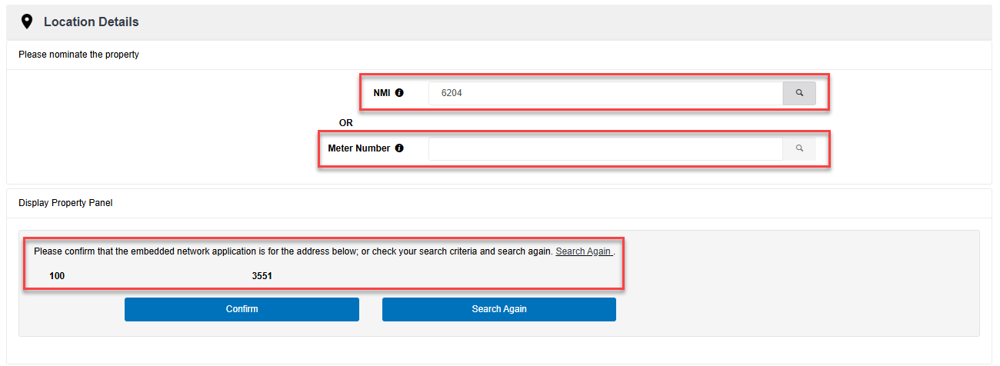 Location Details
Please nominate the property
NMI 6204
OR
Meter Number
Display Property Panel
Please confirm that the embedded network application is for the address below; or check your search criteria and search again. Search Again .
100 3551
Confirm Search Again